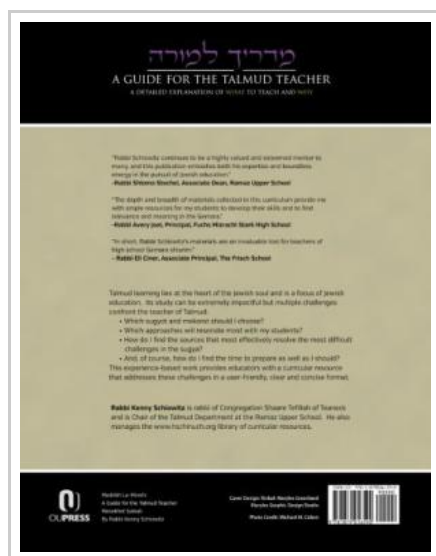 מדריך למורה
A GUIDE FOR THE TALMUD TEACHER
A DETAILED EXPLANATION OF WHAT TO TEACH AND WHY
"Rabbi Schiowitz continues to be a highly valued and esteemed mentor to
many, and this publication embodies both his expertise and boundless
energy in the pursuit of Jewish education."
-Rabbi Shlomo Stochel, Associate Dean, Ramaz Upper School
"The depth and breadth of materials collected in this curriculum provide me
with ample resources for my students to develop their skills and to find
relevance and meaning in the Gemara."
- Rabbi Avery Joel, Principal, Fuchs Mizrachi Stark High School
"In short, Rabbi Schiowitz's materials are an invaluable tool for teachers of
high school Gemara shiurim."
- Rabbi Eli Ciner, Associate Principal, The Frisch School
Talmud learning lies at the heart of the Jewish soul and is a focus of Jewish
education. Its study can be extremely impactful but multiple challenges
confront the teacher of Talmud.
• Which sugyot and mekorot should I choose?
• Which approaches will resonate most with my students?
• How do I find the sources that most effectively resolve the most difficult
challenges in the sugya?
• And, of course, how do I find the time to prepare as well as I should?
This experience-based work provides educators with a curricular resource
that addresses these challenges in a user-friendly, clear and concise format.
Rabbi Kenny Schiowitz is rabbi of Congregation Shaare Tefillah of Teaneck
and is Chair of the Talmud Department at the Ramaz Upper School. He also
manages the www.hschinuch.org library of curricular resources.
OUPRESS
Madrikh La-Moreh:
A Guide for the Talmud Teacher
Masekhet
By Rabbi Kenny Schiowitz
Cover Design:
Design/Studio
Photo Credit: Michael M. Cohen